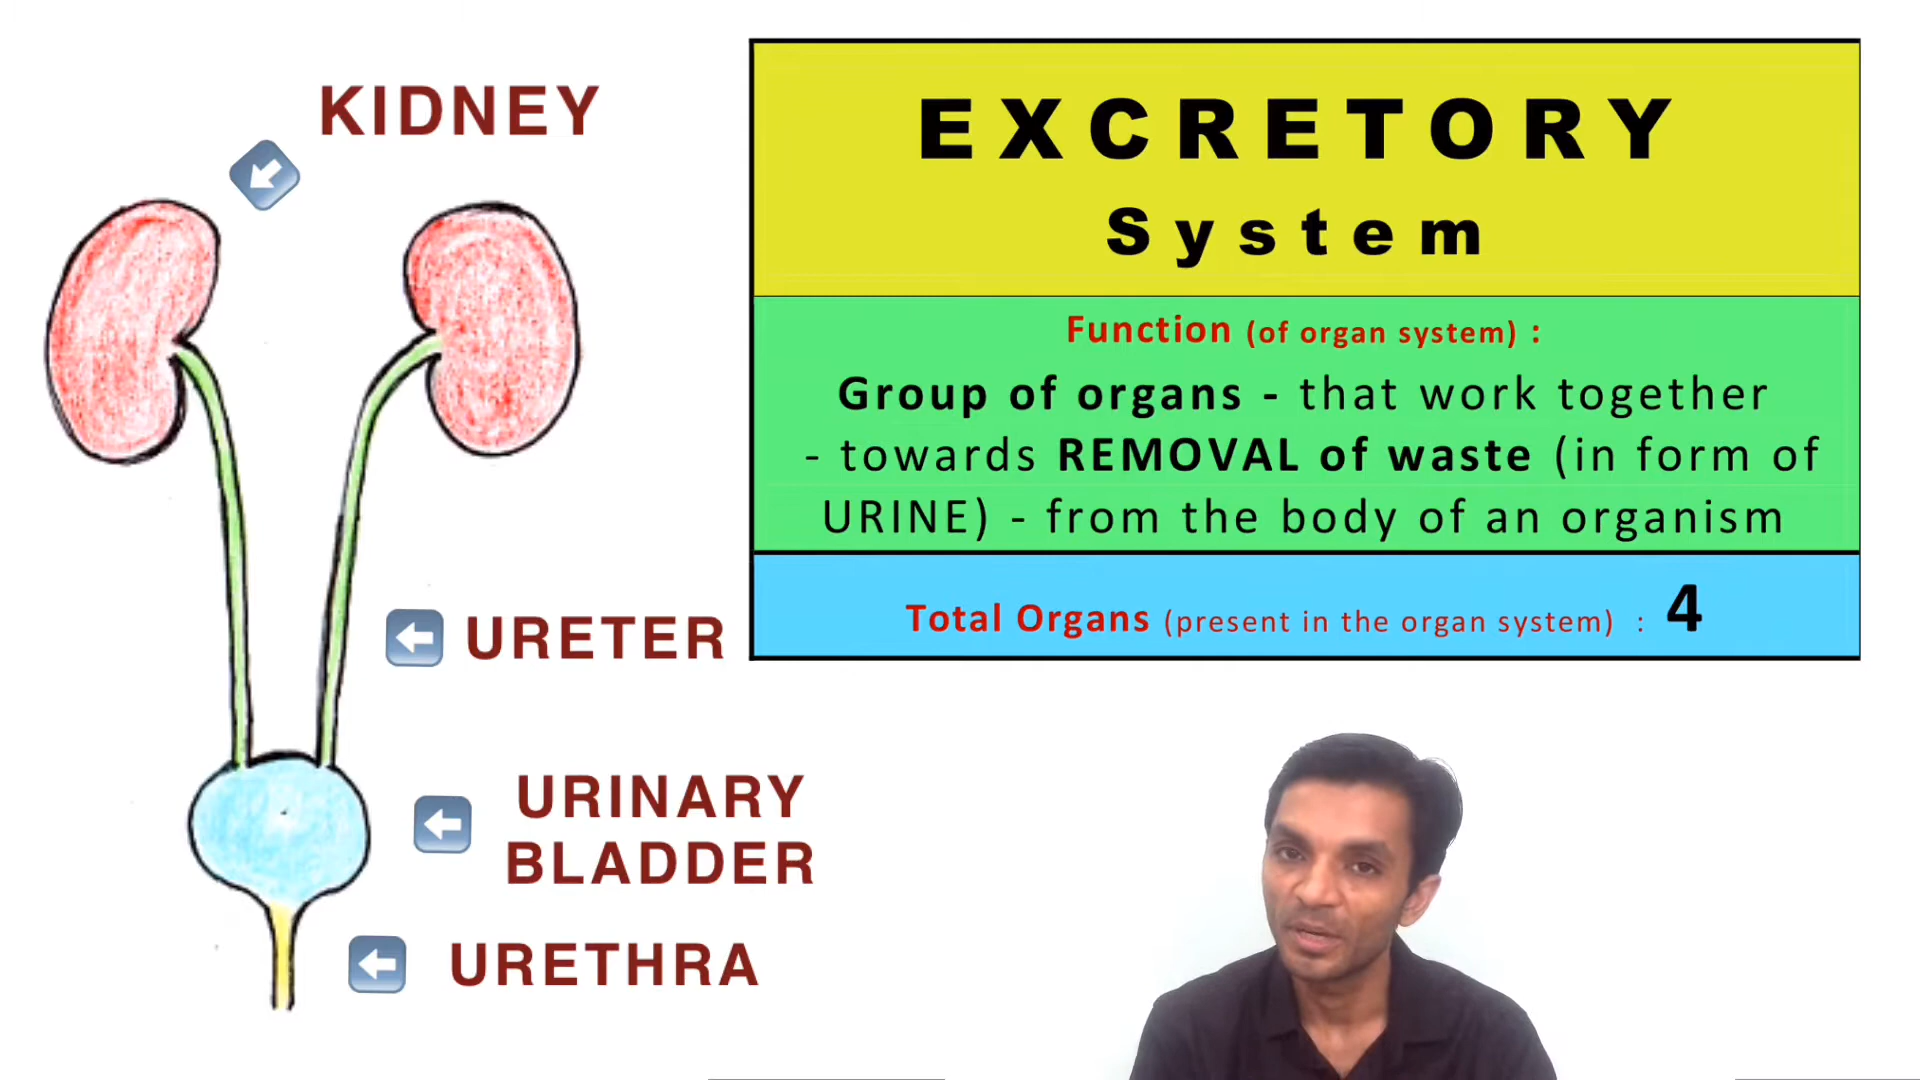 KIDNEY
URETER
URINARY
BLADDER
URETHRA
EXCRETORY
System
Function (of organ system) :
Group of organs - that work together
- towards REMOVAL of waste (in form of
URINE) - from the body of an organism
Total Organs (present in the organ system) : 4